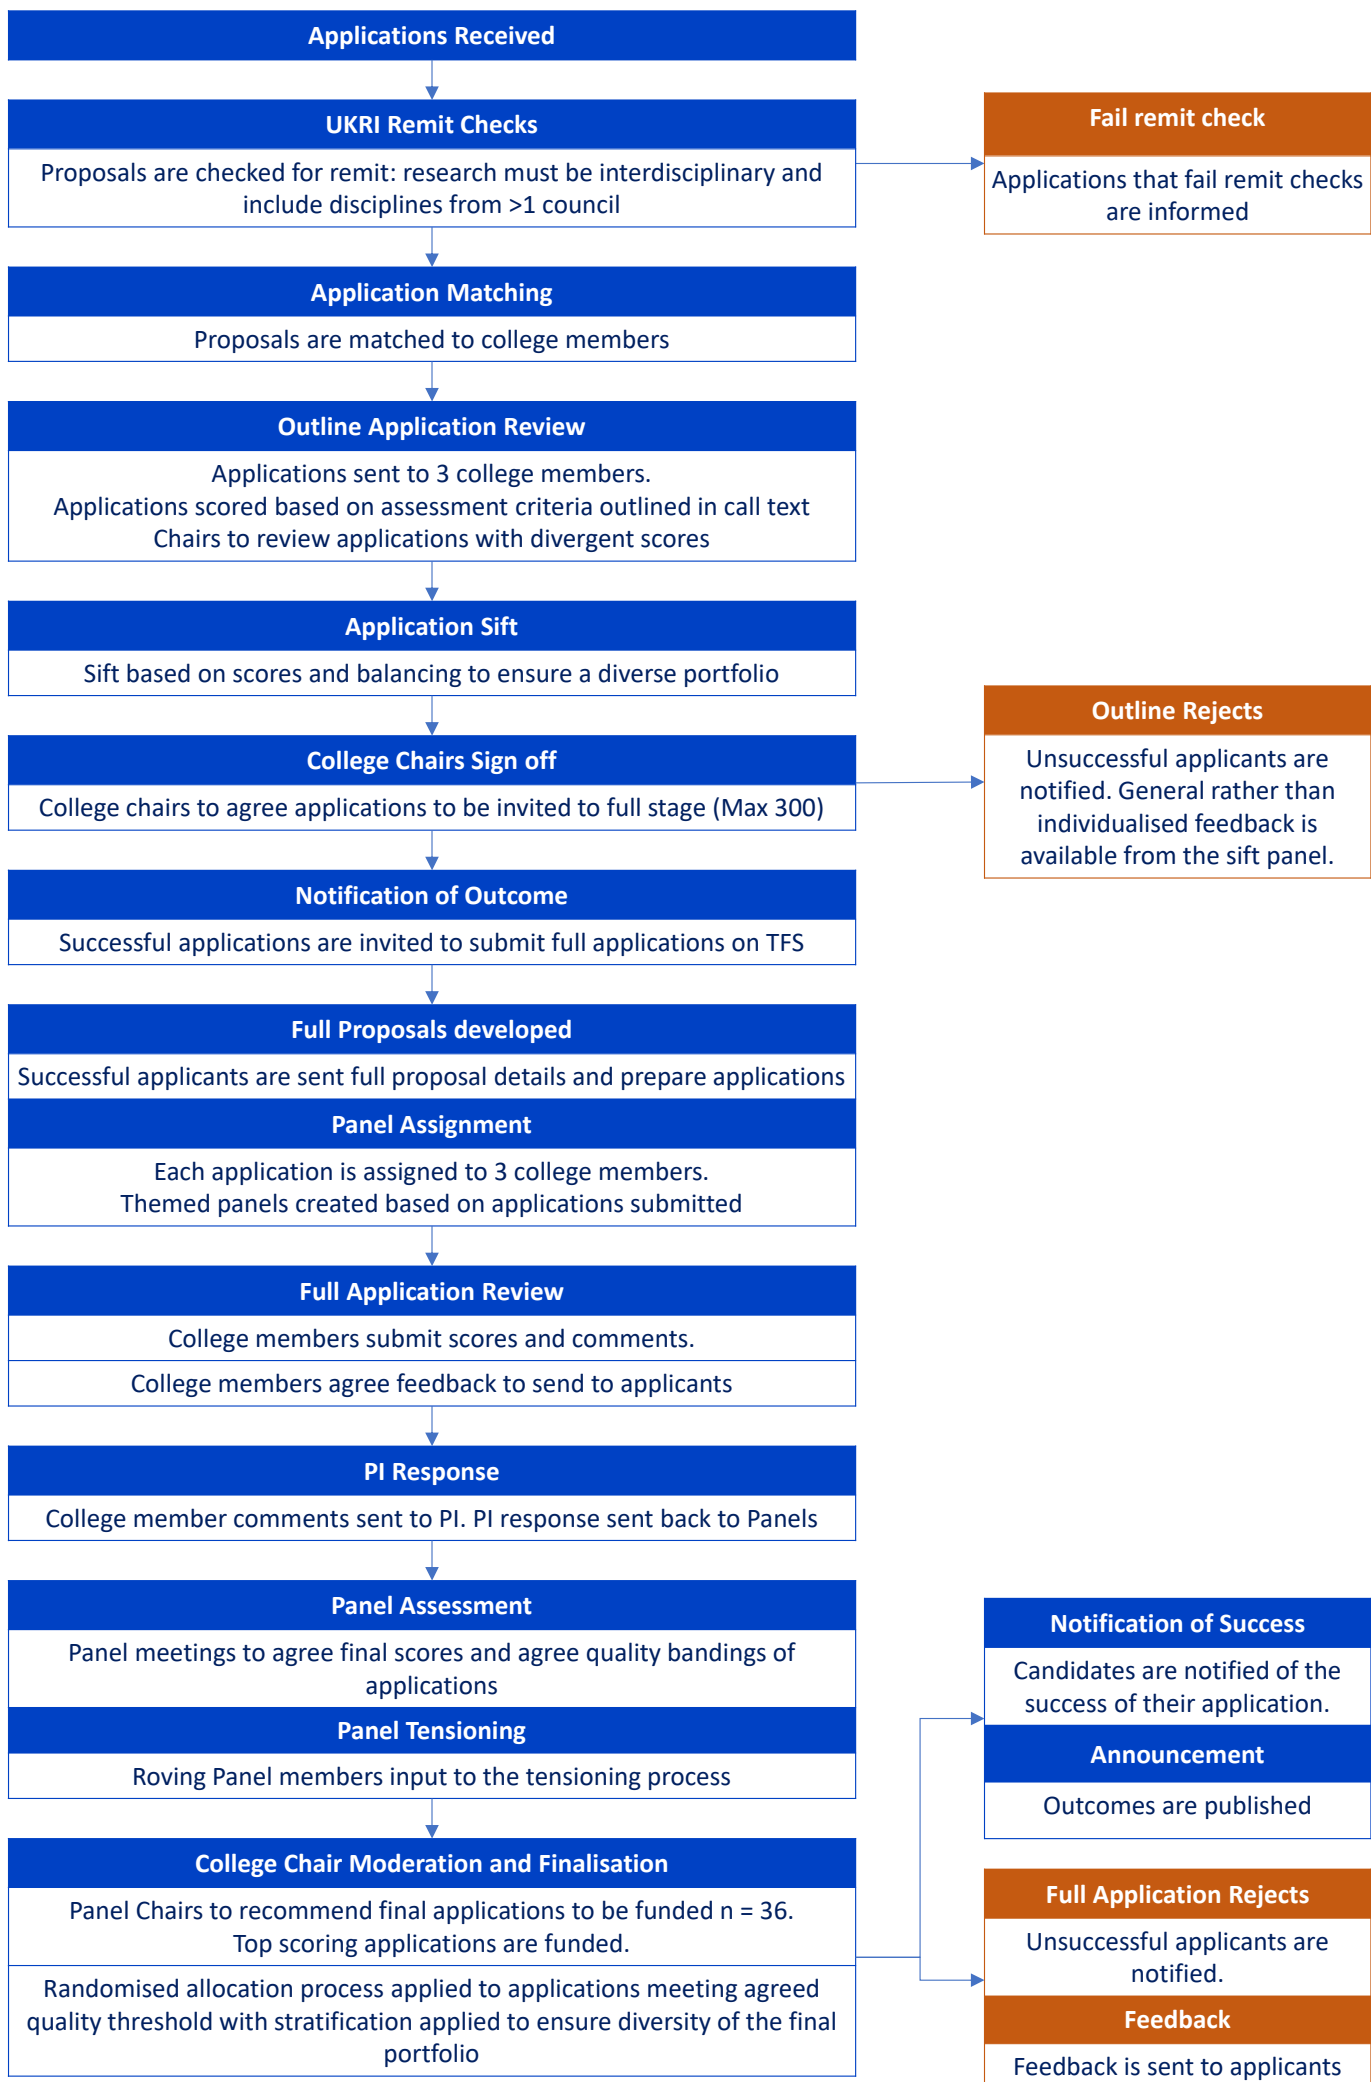 Applications Received
UKRI Remit Checks
Proposals are checked for remit: research must be interdisciplinary and
include disciplines from >1 council
Fail remit check
Applications that fail remit checks
are informed
Application Matching
Proposals are matched to college members
Outline Application Review
Applications sent to 3 college members.
Applications scored based on assessment criteria outlined in call text
Chairs to review applications with divergent scores
Application Sift
Sift based on scores and balancing to ensure a diverse portfolio
College Chairs Sign off
College chairs to agree applications to be invited to full stage (Max 300)
Outline Rejects
Unsuccessful applicants are
notified. General rather than
individualised feedback is
available from the sift panel.
Notification of Outcome
Successful applications are invited to submit full applications on TFS
Full Proposals developed
Successful applicants are sent full proposal details and prepare applications
Panel Assignment
Each application is assigned to 3 college members.
Themed panels created based on applications submitted
Full Application Review
College members submit scores and comments.
College members agree feedback to send to applicants
PI Response
College member comments sent to PI. PI response sent back to Panels
Panel Assessment
Panel meetings to agree final scores and agree quality bandings of
applications
Panel Tensioning
Roving Panel members input to the tensioning process
College Chair Moderation and Finalisation
Panel Chairs to recommend final applications to be funded n = 36.
Top scoring applications are funded.
Randomised allocation process applied to applications meeting agreed
quality threshold with stratification applied to ensure diversity of the final
portfolio
Notification of Success
Candidates are notified of the
success of their application.
Announcement
Outcomes are published
Full Application Rejects
Unsuccessful applicants are
notified.
Feedback
Feedback is sent to applicants